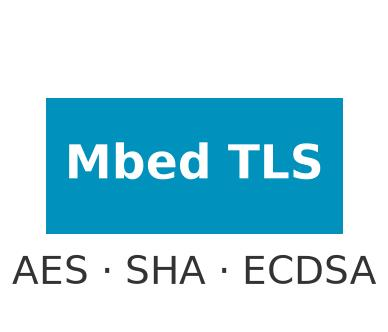 Mbed TLS
AES · SHA · ECDSA